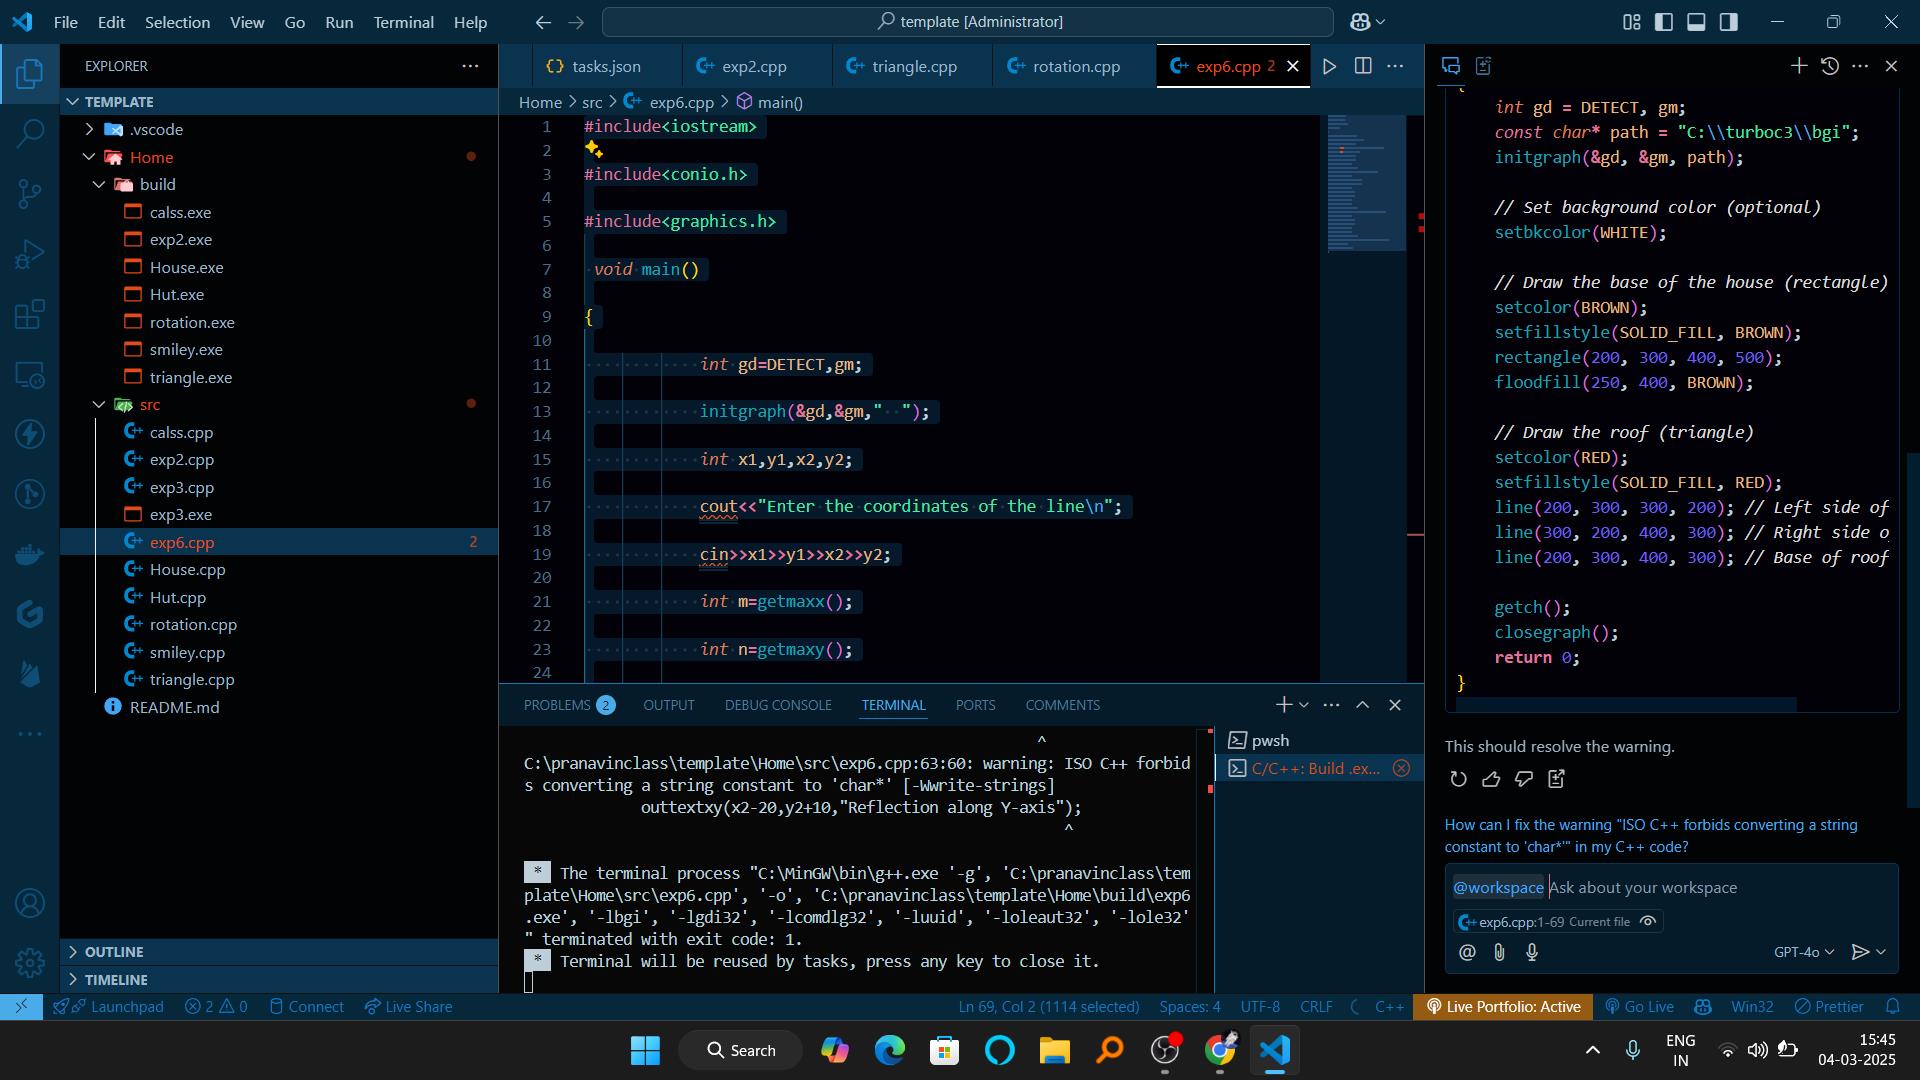 File Edit Selection View Go Run Terminal Help
template [Administrator]
EXPLORER
TEMPLATE
.vscode
Home
build
calss.exe
exp2.exe
House.exe
Hut.exe
rotation.exe
smiley.exe
triangle.exe
src
calss.cpp
exp2.cpp
exp3.cpp
exp3.exe
exp6.cpp 2
House.cpp
Hut.cpp
rotation.cpp
smiley.cpp
triangle.cpp
README.md
OUTLINE
TIMELINE
tasks.json exp2.cpp triangle.cpp rotation.cpp exp6.cpp 2
Home > src > exp6.cpp > main()
1 #include<iostream>
2
3 #include<conio.h>
4
5 #include<graphics.h>
6
7 void main()
8
9 {
10
11 int gd=DETECT,gm;
12
13 initgraph(&gd,&gm,"  ");
14
15 int x1,y1,x2,y2;
16
17 cout<<"Enter the coordinates of the line\n";
18
19 cin>>x1>>y1>>x2>>y2;
20
21 int m=getmaxx();
22
23 int n=getmaxy();
24
PROBLEMS 2 OUTPUT DEBUG CONSOLE TERMINAL PORTS COMMENTS
^
C:\pranavinclass\template\Home\src\exp6.cpp:63:60: warning: ISO C++ forbid
s converting a string constant to 'char*' [-Wwrite-strings]
outtextxy(x2-20,y2+10,"Reflection along Y-axis");
^
* The terminal process "C:\MinGW\bin\g++.exe '-g', 'C:\pranavinclass\tem
plate\Home\src\exp6.cpp', '-o', 'C:\pranavinclass\template\Home\build\exp6
.exe', '-lbgi', '-lgdi32', '-lcomdlg32', '-luuid', '-loleaut32', '-lole32'
" terminated with exit code: 1.
* Terminal will be reused by tasks, press any key to close it.
pwsh
C/C++: Build .ex...
{
int gd = DETECT, gm;
const char* path = "C:\\turboc3\\bgi";
initgraph(&gd, &gm, path);
// Set background color (optional)
setbkcolor(WHITE);
// Draw the base of the house (rectangle)
setcolor(BROWN);
setfillstyle(SOLID_FILL, BROWN);
rectangle(200, 300, 400, 500);
floodfill(250, 400, BROWN);
// Draw the roof (triangle)
setcolor(RED);
setfillstyle(SOLID_FILL, RED);
line(200, 300, 300, 200); // Left side of
line(300, 200, 400, 300); // Right side o
line(200, 300, 400, 300); // Base of roof
getch();
closegraph();
return 0;
}
This should resolve the warning.
How can I fix the warning "ISO C++ forbids converting a string
constant to 'char*'" in my C++ code?
@workspace Ask about your workspace
exp6.cpp:1-69 Current file
GPT-4o
Launchpad 2 0 Connect Live Share Ln 69, Col 2 (1114 selected) Spaces: 4 UTF-8 CRLF C++ Live Portfolio: Active Go Live Win32 Prettier
Search
ENG
IN
15:45
04-03-2025